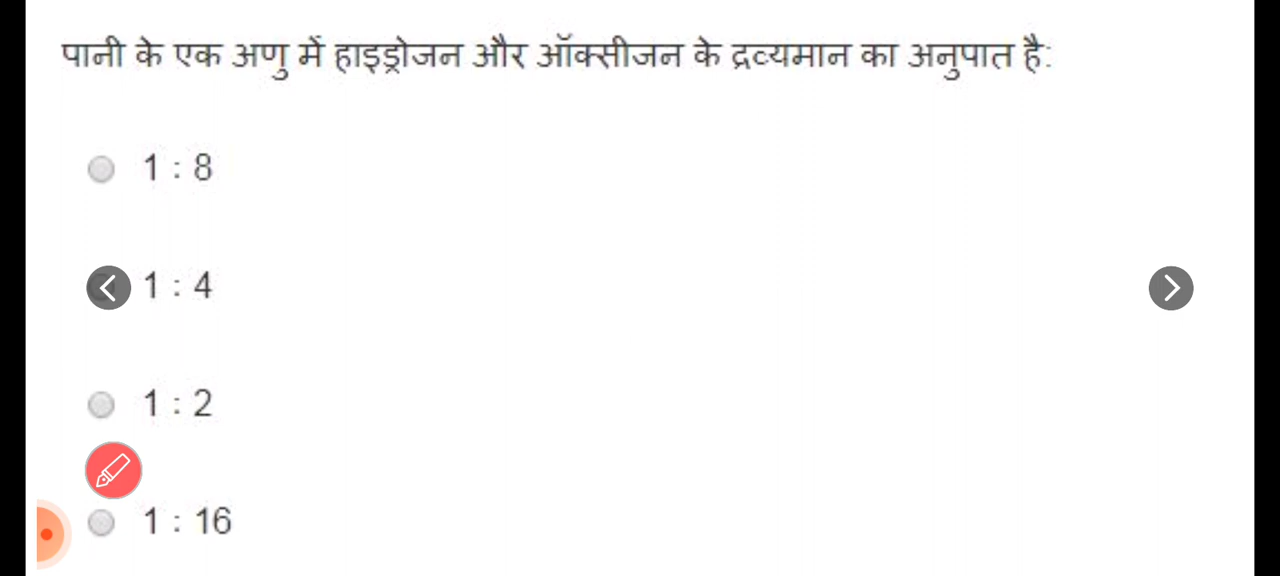 पानी के एक अणु में हाइड्रोजन और ऑक्सीजन के द्रव्यमान का अनुपात है:
1 : 8
1 : 4
1 : 2
1 : 16